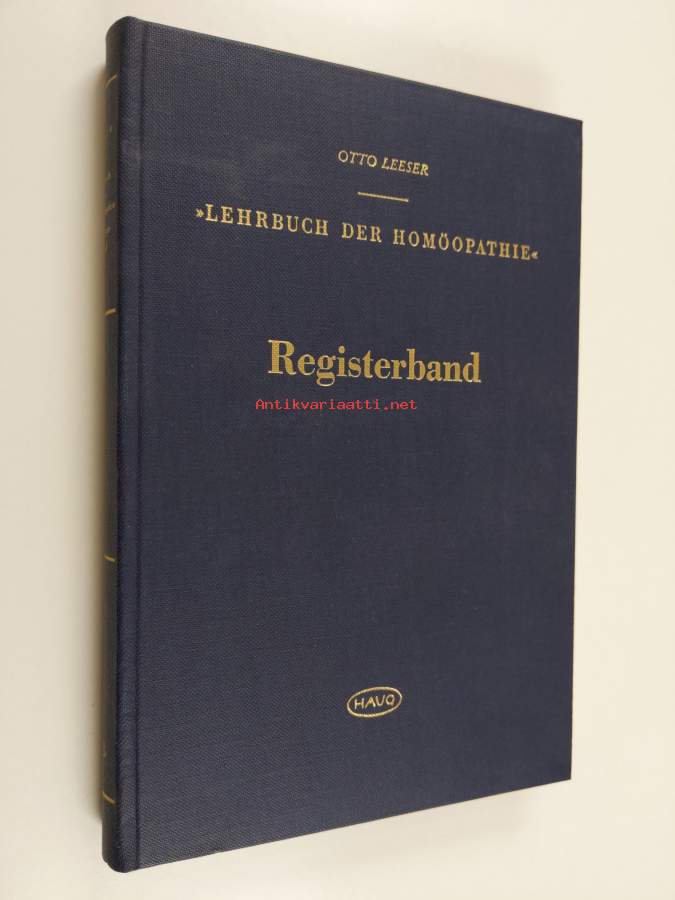 OTTO LEESER
»LEHRBUCH DER HOMÖOPATHIE«
Registerband
Antikvariaatti.net
HAUG